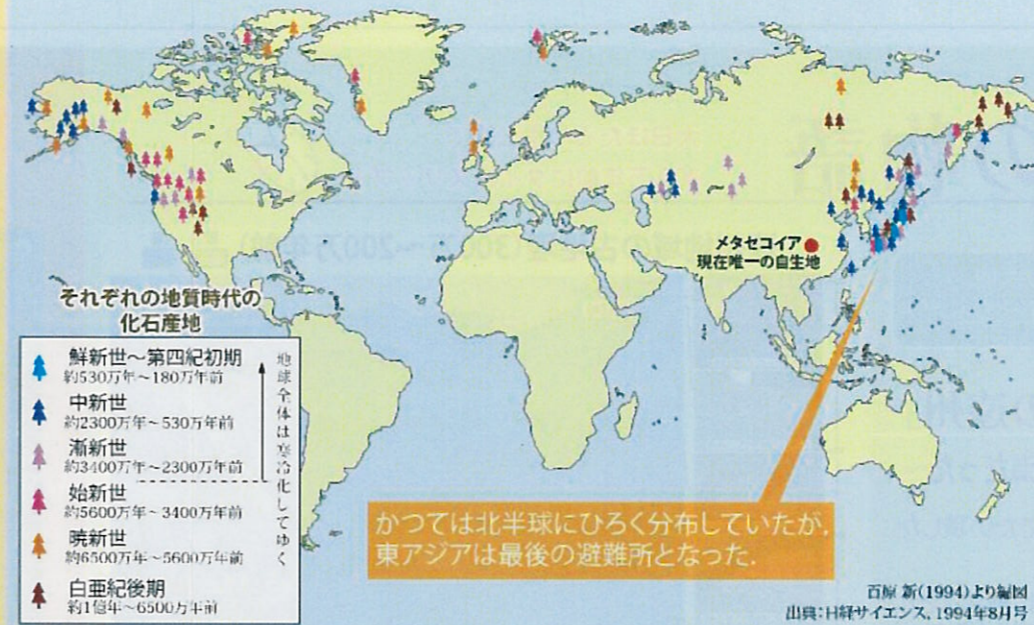 メタセコイア
現在唯一の自生地
それぞれの地質時代の
化石産地
鮮新世～第四紀初期
約530万年～180万年前
中新世
約2300万年～530万年前
漸新世
約3400万年～2300万年前
始新世
約5600万年～3400万年前
暁新世
約6500万年～5600万年前
白亜紀後期
約1億年～6500万年前
地球全体は寒冷化してゆく
かつては北半球にひろく分布していたが,
東アジアは最後の避難所となった.
百原 新(1994)より編図
出典:日経サイエンス, 1994年8月号